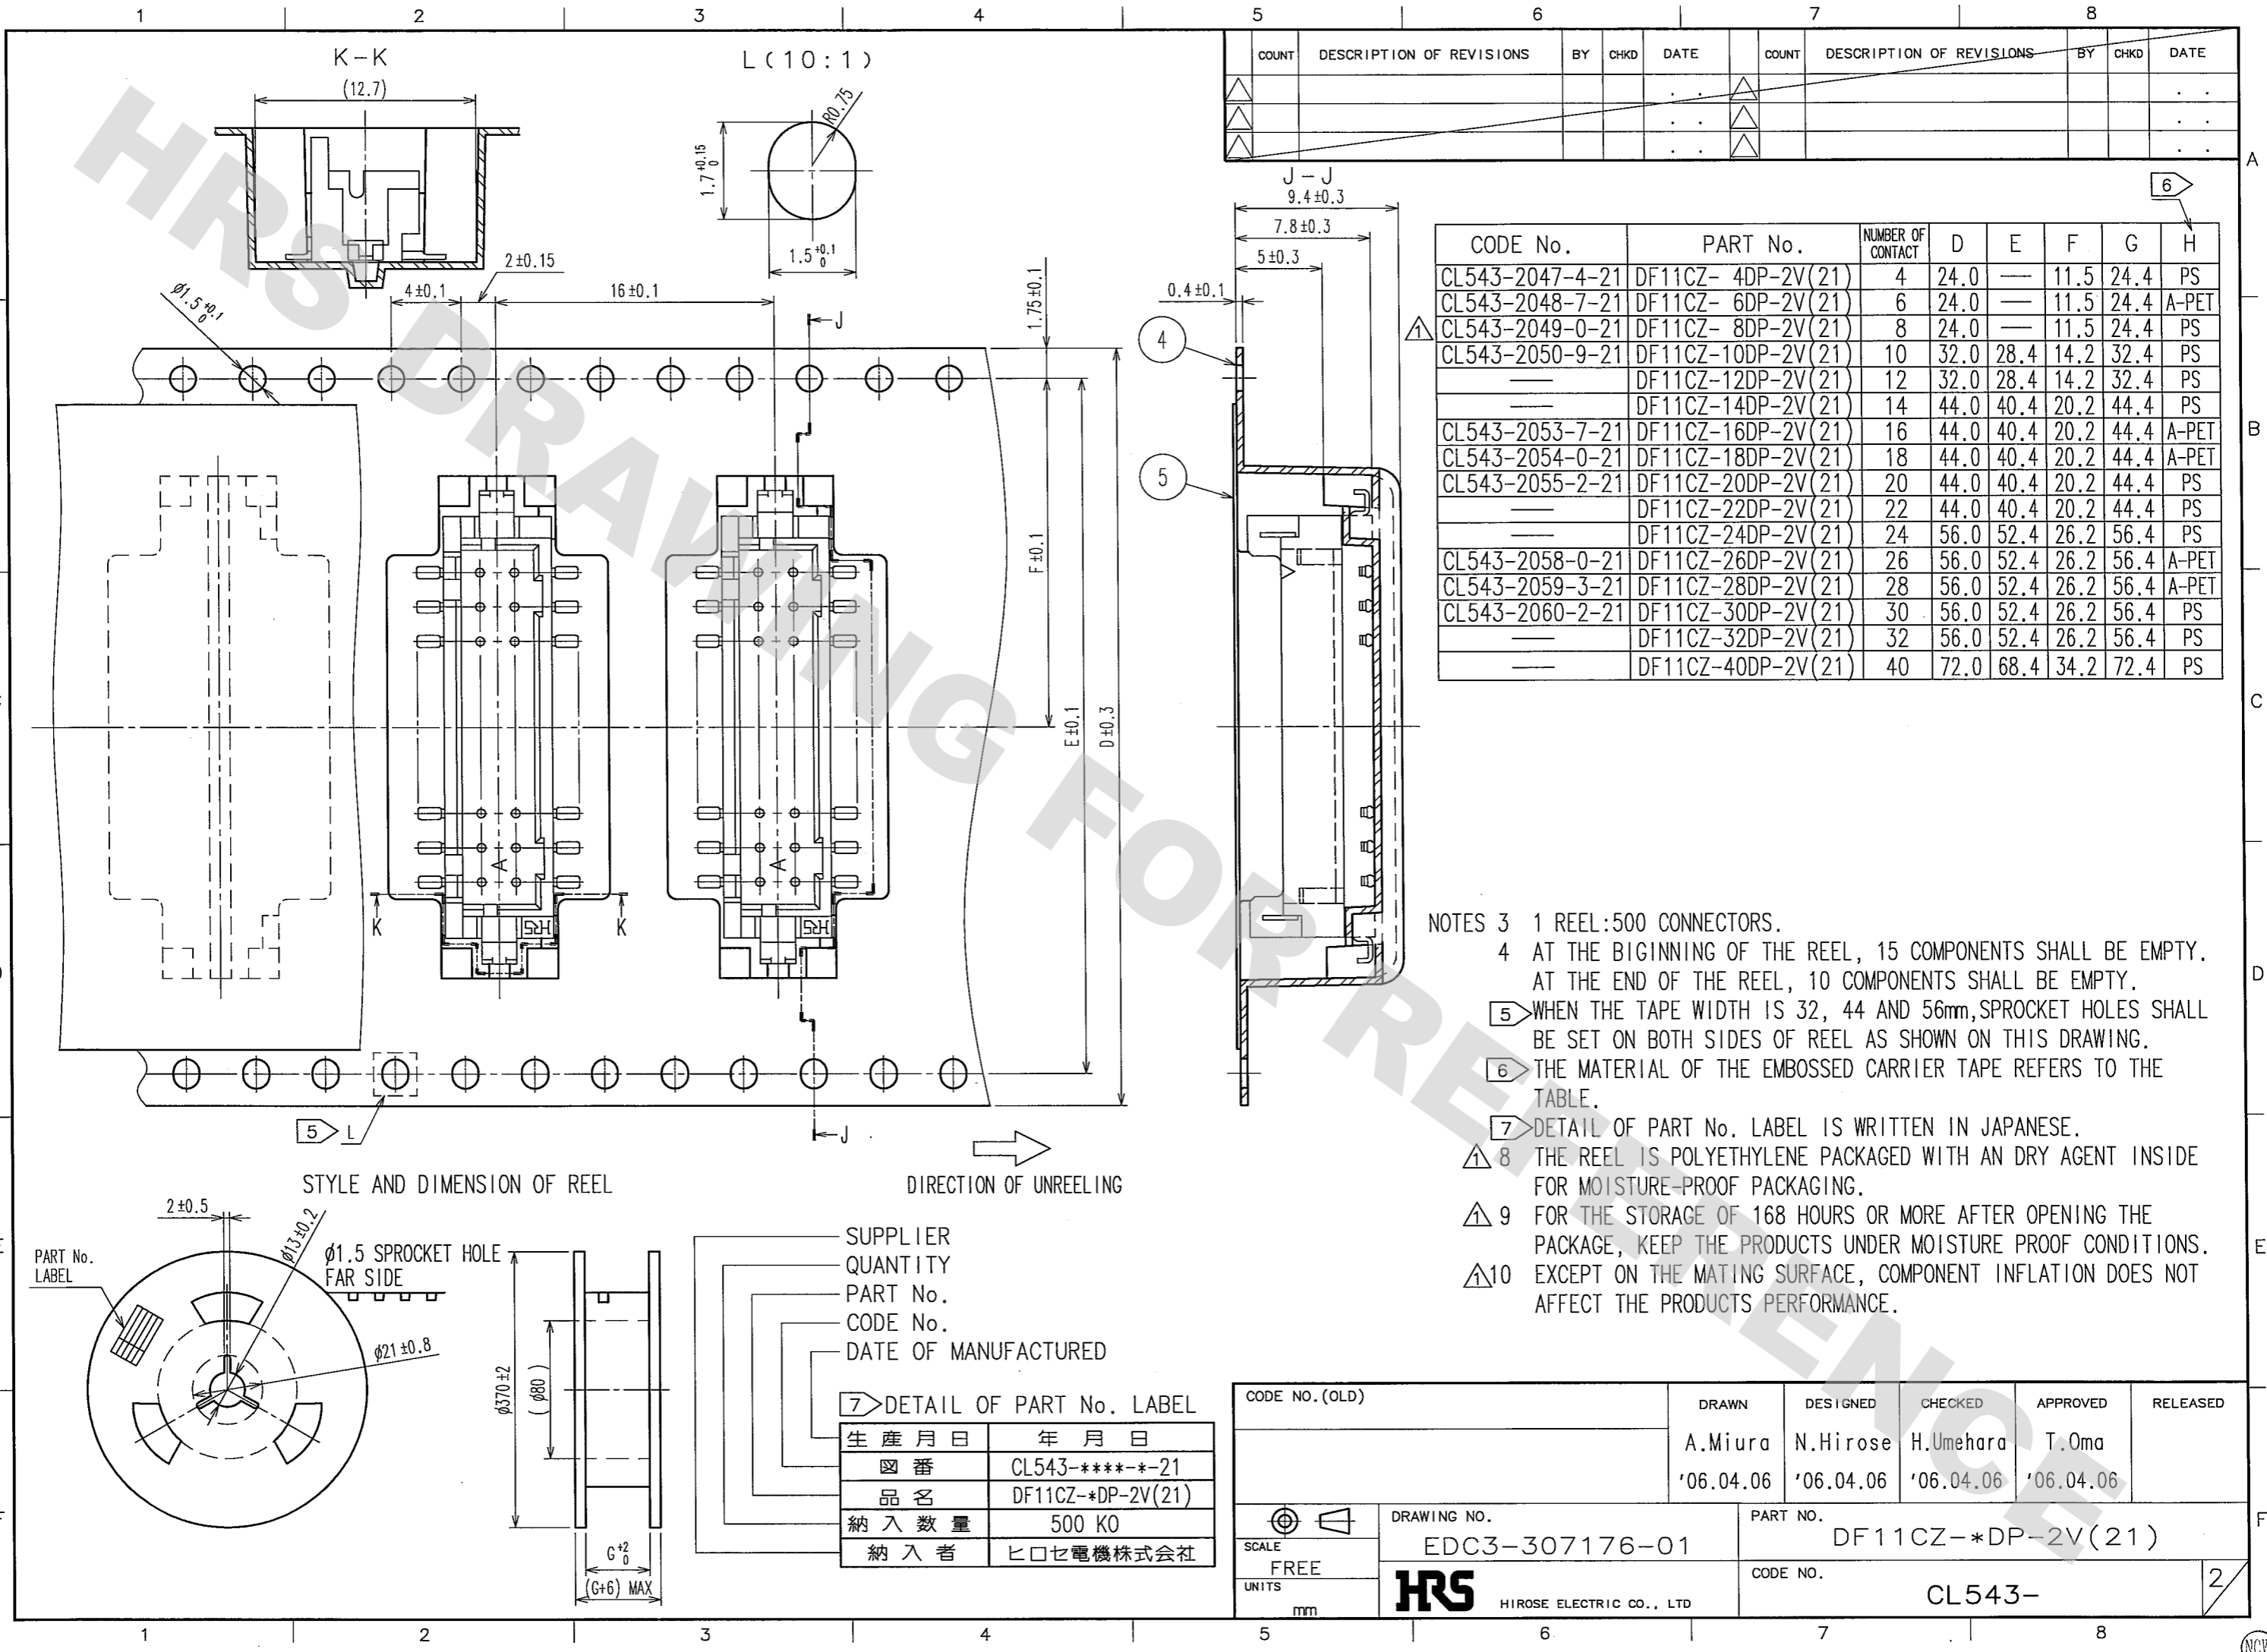 1 2 3 4 5 6 7 8
K-K
(12.7)
L(10:1)
R0.75
1.7 +0.15 0
1.5 +0.1 0
COUNT DESCRIPTION OF REVISIONS BY CHKD DATE COUNT DESCRIPTION OF REVISIONS BY CHKD DATE
A
B
C
D
E
F
Ø1.5 +0.1 0
4±0.1
2±0.15
16±0.1
1.75±0.1
J
F±0.1
E±0.1
D±0.3
A
A
HRS
HRS
K K
5 L
J
DIRECTION OF UNREELING
J-J
9.4±0.3
7.8±0.3
5±0.3
0.4±0.1
4
5
6
CODE No. PART No. NUMBER OF CONTACT D E F G H
CL543-2047-4-21 DF11CZ- 4DP-2V(21) 4 24.0 — 11.5 24.4 PS
CL543-2048-7-21 DF11CZ- 6DP-2V(21) 6 24.0 — 11.5 24.4 A-PET
1 CL543-2049-0-21 DF11CZ- 8DP-2V(21) 8 24.0 — 11.5 24.4 PS
CL543-2050-9-21 DF11CZ-10DP-2V(21) 10 32.0 28.4 14.2 32.4 PS
— DF11CZ-12DP-2V(21) 12 32.0 28.4 14.2 32.4 PS
— DF11CZ-14DP-2V(21) 14 44.0 40.4 20.2 44.4 PS
CL543-2053-7-21 DF11CZ-16DP-2V(21) 16 44.0 40.4 20.2 44.4 A-PET
CL543-2054-0-21 DF11CZ-18DP-2V(21) 18 44.0 40.4 20.2 44.4 A-PET
CL543-2055-2-21 DF11CZ-20DP-2V(21) 20 44.0 40.4 20.2 44.4 PS
— DF11CZ-22DP-2V(21) 22 44.0 40.4 20.2 44.4 PS
— DF11CZ-24DP-2V(21) 24 56.0 52.4 26.2 56.4 PS
CL543-2058-0-21 DF11CZ-26DP-2V(21) 26 56.0 52.4 26.2 56.4 A-PET
CL543-2059-3-21 DF11CZ-28DP-2V(21) 28 56.0 52.4 26.2 56.4 A-PET
CL543-2060-2-21 DF11CZ-30DP-2V(21) 30 56.0 52.4 26.2 56.4 PS
— DF11CZ-32DP-2V(21) 32 56.0 52.4 26.2 56.4 PS
— DF11CZ-40DP-2V(21) 40 72.0 68.4 34.2 72.4 PS
NOTES 3 1 REEL:500 CONNECTORS.
4 AT THE BIGINNING OF THE REEL, 15 COMPONENTS SHALL BE EMPTY.
AT THE END OF THE REEL, 10 COMPONENTS SHALL BE EMPTY.
5 WHEN THE TAPE WIDTH IS 32, 44 AND 56mm,SPROCKET HOLES SHALL
BE SET ON BOTH SIDES OF REEL AS SHOWN ON THIS DRAWING.
6 THE MATERIAL OF THE EMBOSSED CARRIER TAPE REFERS TO THE
TABLE.
7 DETAIL OF PART No. LABEL IS WRITTEN IN JAPANESE.
1 8 THE REEL IS POLYETHYLENE PACKAGED WITH AN DRY AGENT INSIDE
FOR MOISTURE-PROOF PACKAGING.
1 9 FOR THE STORAGE OF 168 HOURS OR MORE AFTER OPENING THE
PACKAGE, KEEP THE PRODUCTS UNDER MOISTURE PROOF CONDITIONS.
1 10 EXCEPT ON THE MATING SURFACE, COMPONENT INFLATION DOES NOT
AFFECT THE PRODUCTS PERFORMANCE.
STYLE AND DIMENSION OF REEL
2±0.5
Ø13±0.2
Ø1.5 SPROCKET HOLE
FAR SIDE
PART No.
LABEL
Ø21±0.8
Ø370±2
(Ø80)
G +2 0
(G+6) MAX
SUPPLIER
QUANTITY
PART No.
CODE No.
DATE OF MANUFACTURED
7 DETAIL OF PART No. LABEL
生産月日 年 月 日
図番 CL543-****-*-21
品名 DF11CZ-*DP-2V(21)
納入数量 500 KO
納入者 ヒロセ電機株式会社
CODE NO.(OLD) DRAWN DESIGNED CHECKED APPROVED RELEASED
A.Miura N.Hirose H.Umehara T.Oma
'06.04.06 '06.04.06 '06.04.06 '06.04.06
SCALE
FREE
UNITS
mm
DRAWING NO.
EDC3-307176-01
PART NO.
DF11CZ-*DP-2V(21)
HRS HIROSE ELECTRIC CO., LTD
CODE NO.
CL543-
2
1 2 3 4 5 6 7 8
HRS DRAWING FOR REFERENCE